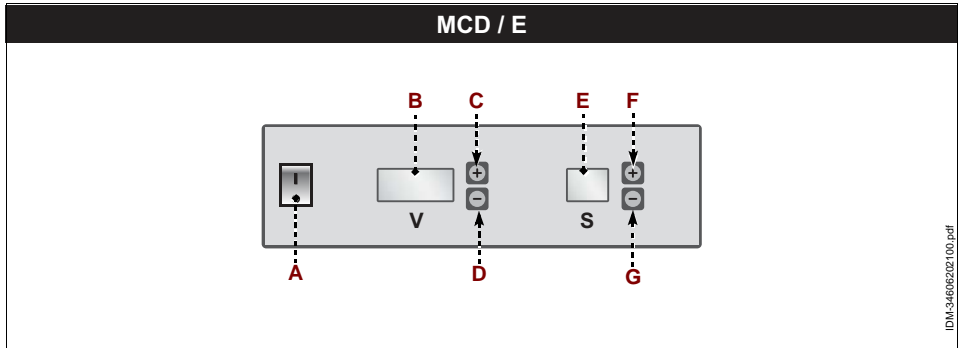 MCD / E
B C E F
I + +
- -
V S
A D G
IDM-34606202100.pdf